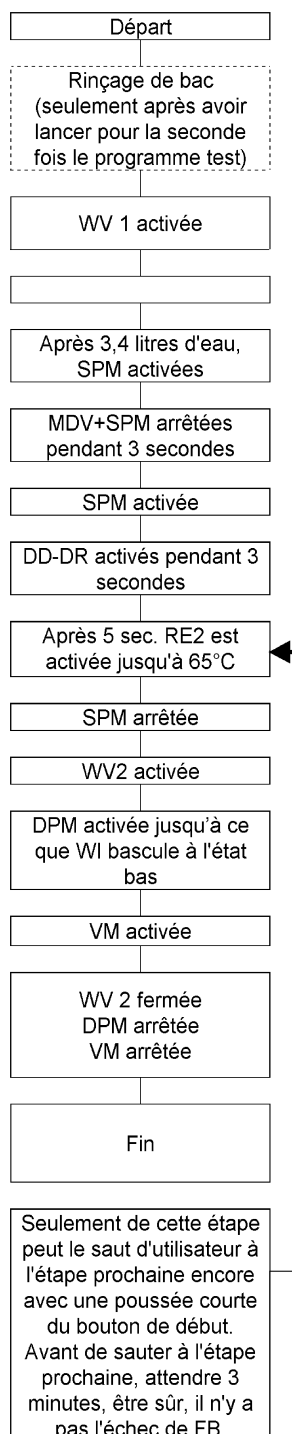 Départ
Rinçage de bac
(seulement après avoir
lancer pour la seconde
fois le programme test)
WV 1 activée
Après 3,4 litres d'eau,
SPM activées
MDV+SPM arrêtées
pendant 3 secondes
SPM activée
DD-DR activés pendant 3
secondes
Après 5 sec. RE2 est
activée jusqu'à 65°C
SPM arrêtée
WV2 activée
DPM activée jusqu'à ce
que WI bascule à l'état
bas
VM activée
WV 2 fermée
DPM arrêtée
VM arrêtée
Fin
Seulement de cette étape
peut le saut d'utilisateur à
l'étape prochaine encore
avec une poussée courte
du bouton de début.
Avant de sauter à l'étape
prochaine, attendre 3
minutes, être sûr, il n'y a
pas l'échec de FB